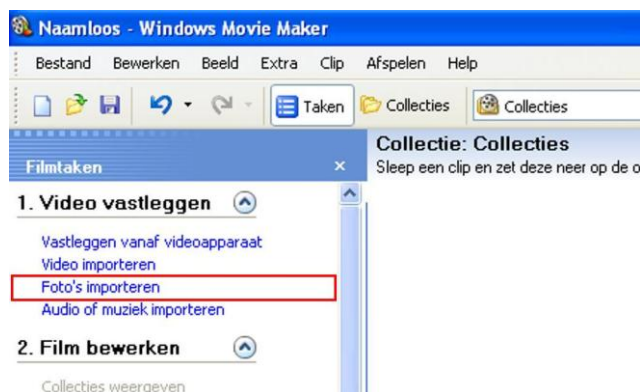 Naamloos - Windows Movie Maker
Bestand Bewerken Beeld Extra Clip Afspelen Help
Taken Collecties Collecties
Filmtaken
Collectie: Collecties
Sleep een clip en zet deze neer op de o
1. Video vastleggen
Vastleggen vanaf videoapparaat
Video importeren
Foto's importeren
Audio of muziek importeren
2. Film bewerken
Collecties weergeven